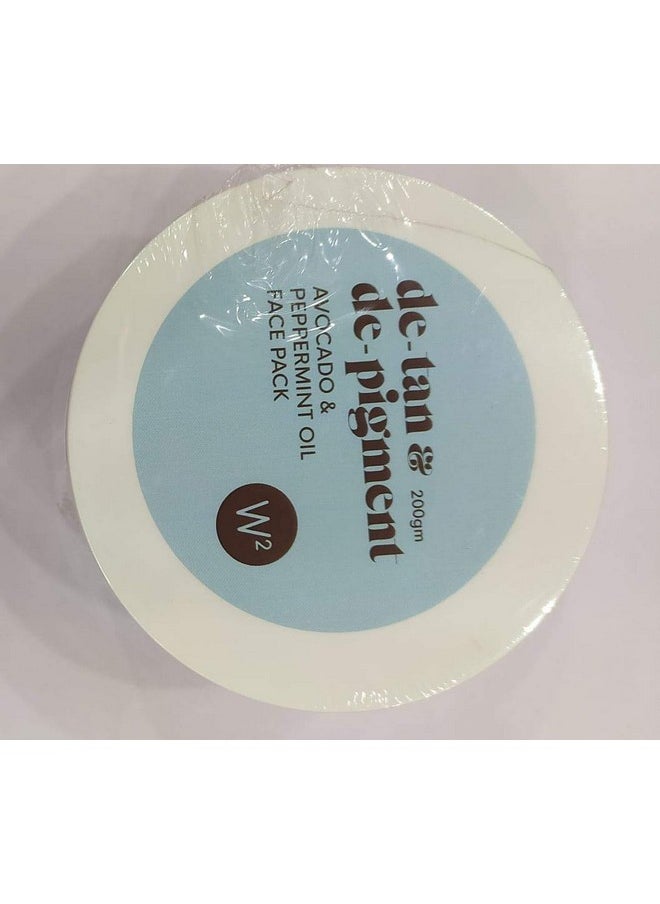 de-tan &
de-pigment
200gm
AVOCADO &
PEPPERMINT OIL
FACE PACK
W²